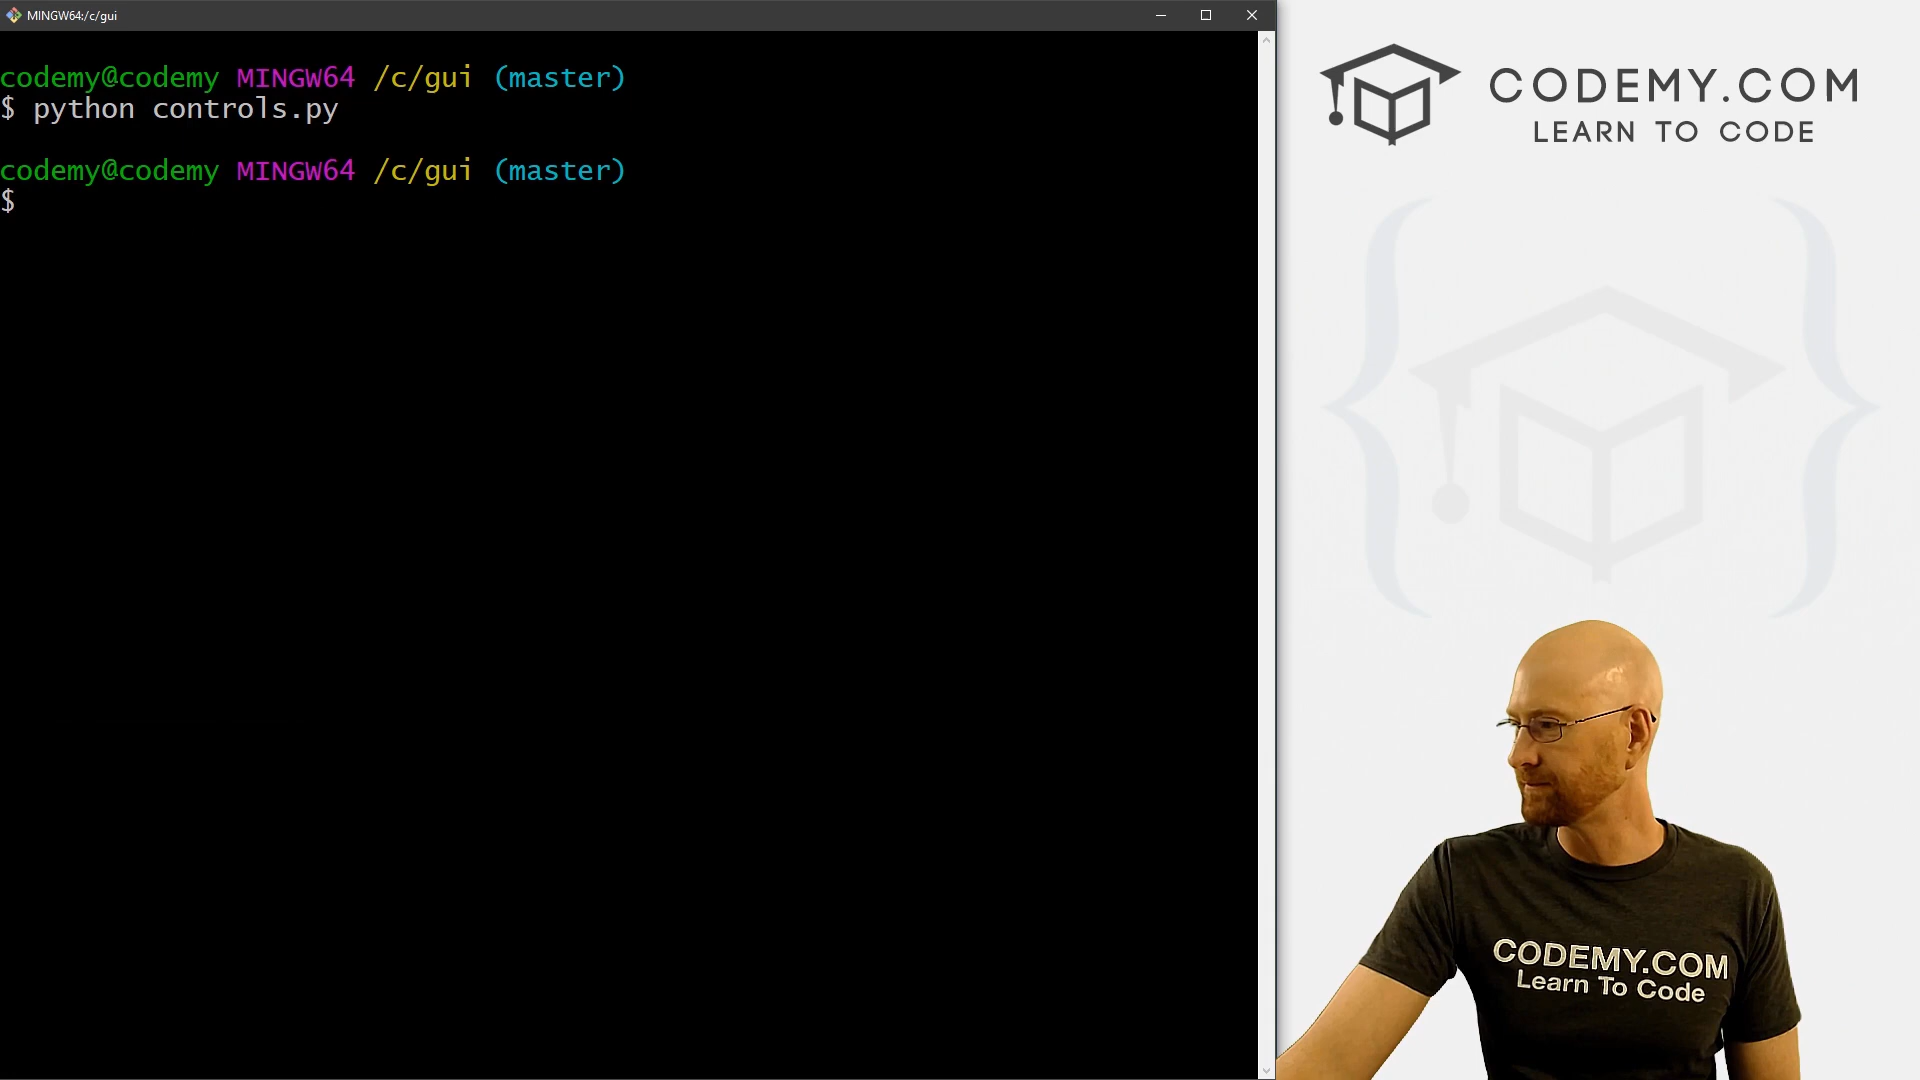 MINGW64:/c/gui
codemy@codemy MINGW64 /c/gui (master)
$ python controls.py
codemy@codemy MINGW64 /c/gui (master)
$
CODEMY.COM
LEARN TO CODE
CODEMY.COM
Learn To Code